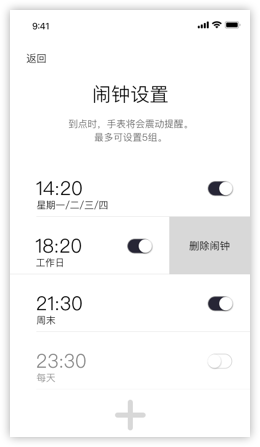 9:41
返回
闹钟设置
到点时，手表将会震动提醒。
最多可设置5组。
14:20
星期一/二/三/四
18:20
删除闹钟
工作日
21:30
周末
23:30
每天